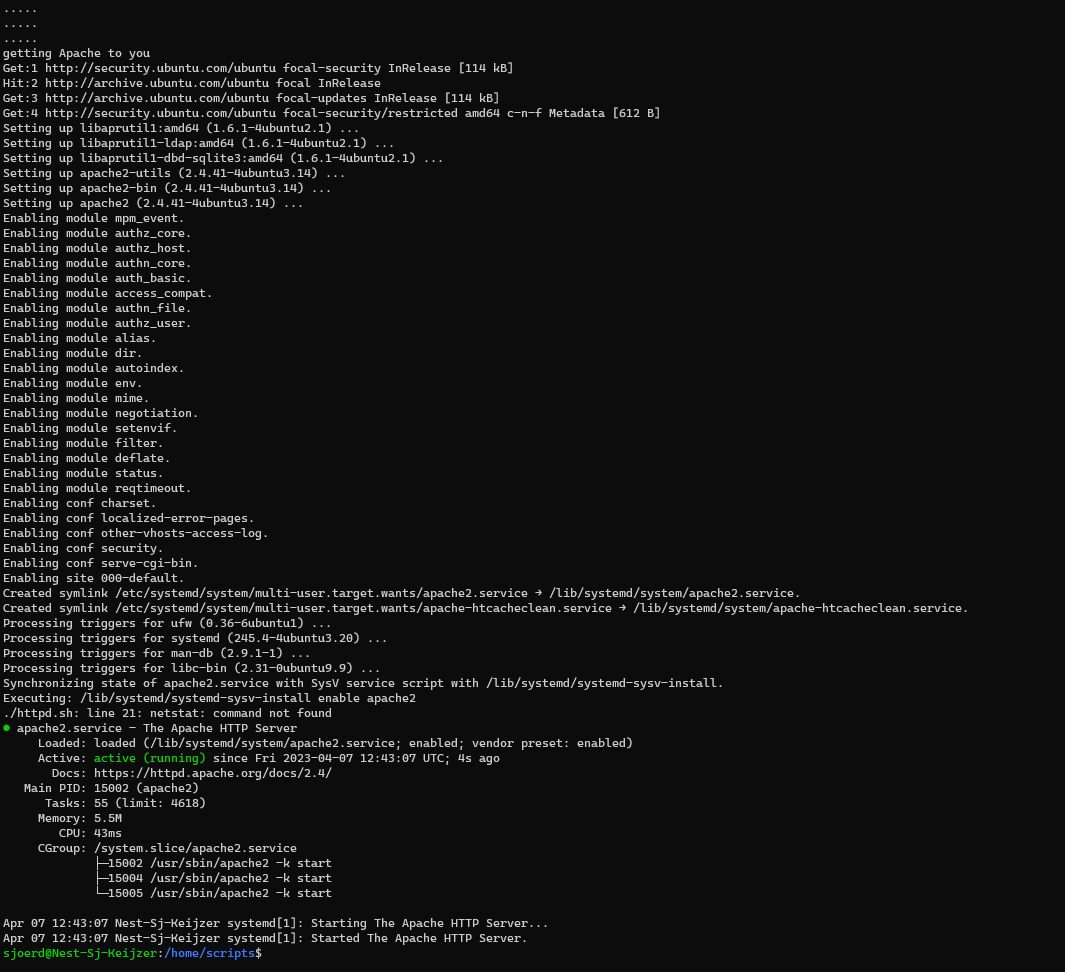 .....
.....
.....
getting Apache to you
Get:1 http://security.ubuntu.com/ubuntu focal-security InRelease [114 kB]
Hit:2 http://archive.ubuntu.com/ubuntu focal InRelease
Get:3 http://archive.ubuntu.com/ubuntu focal-updates InRelease [114 kB]
Get:4 http://security.ubuntu.com/ubuntu focal-security/restricted amd64 c-n-f Metadata [612 B]
Setting up libaprutil1:amd64 (1.6.1-4ubuntu2.1) ...
Setting up libaprutil1-ldap:amd64 (1.6.1-4ubuntu2.1) ...
Setting up libaprutil1-dbd-sqlite3:amd64 (1.6.1-4ubuntu2.1) ...
Setting up apache2-utils (2.4.41-4ubuntu3.14) ...
Setting up apache2-bin (2.4.41-4ubuntu3.14) ...
Setting up apache2 (2.4.41-4ubuntu3.14) ...
Enabling module mpm_event.
Enabling module authz_core.
Enabling module authz_host.
Enabling module authn_core.
Enabling module auth_basic.
Enabling module access_compat.
Enabling module authn_file.
Enabling module authz_user.
Enabling module alias.
Enabling module dir.
Enabling module autoindex.
Enabling module env.
Enabling module mime.
Enabling module negotiation.
Enabling module setenvif.
Enabling module filter.
Enabling module deflate.
Enabling module status.
Enabling module reqtimeout.
Enabling conf charset.
Enabling conf localized-error-pages.
Enabling conf other-vhosts-access-log.
Enabling conf security.
Enabling conf serve-cgi-bin.
Enabling site 000-default.
Created symlink /etc/systemd/system/multi-user.target.wants/apache2.service → /lib/systemd/system/apache2.service.
Created symlink /etc/systemd/system/multi-user.target.wants/apache-htcacheclean.service → /lib/systemd/system/apache-htcacheclean.service.
Processing triggers for ufw (0.36-6ubuntu1) ...
Processing triggers for systemd (245.4-4ubuntu3.20) ...
Processing triggers for man-db (2.9.1-1) ...
Processing triggers for libc-bin (2.31-0ubuntu9.9) ...
Synchronizing state of apache2.service with SysV service script with /lib/systemd/systemd-sysv-install.
Executing: /lib/systemd/systemd-sysv-install enable apache2
./httpd.sh: line 21: netstat: command not found
● apache2.service - The Apache HTTP Server
     Loaded: loaded (/lib/systemd/system/apache2.service; enabled; vendor preset: enabled)
     Active: active (running) since Fri 2023-04-07 12:43:07 UTC; 4s ago
       Docs: https://httpd.apache.org/docs/2.4/
   Main PID: 15002 (apache2)
      Tasks: 55 (limit: 4618)
     Memory: 5.5M
        CPU: 43ms
     CGroup: /system.slice/apache2.service
             ├─15002 /usr/sbin/apache2 -k start
             ├─15004 /usr/sbin/apache2 -k start
             └─15005 /usr/sbin/apache2 -k start
Apr 07 12:43:07 Nest-Sj-Keijzer systemd[1]: Starting The Apache HTTP Server...
Apr 07 12:43:07 Nest-Sj-Keijzer systemd[1]: Started The Apache HTTP Server.
sjoerd@Nest-Sj-Keijzer:/home/scripts$